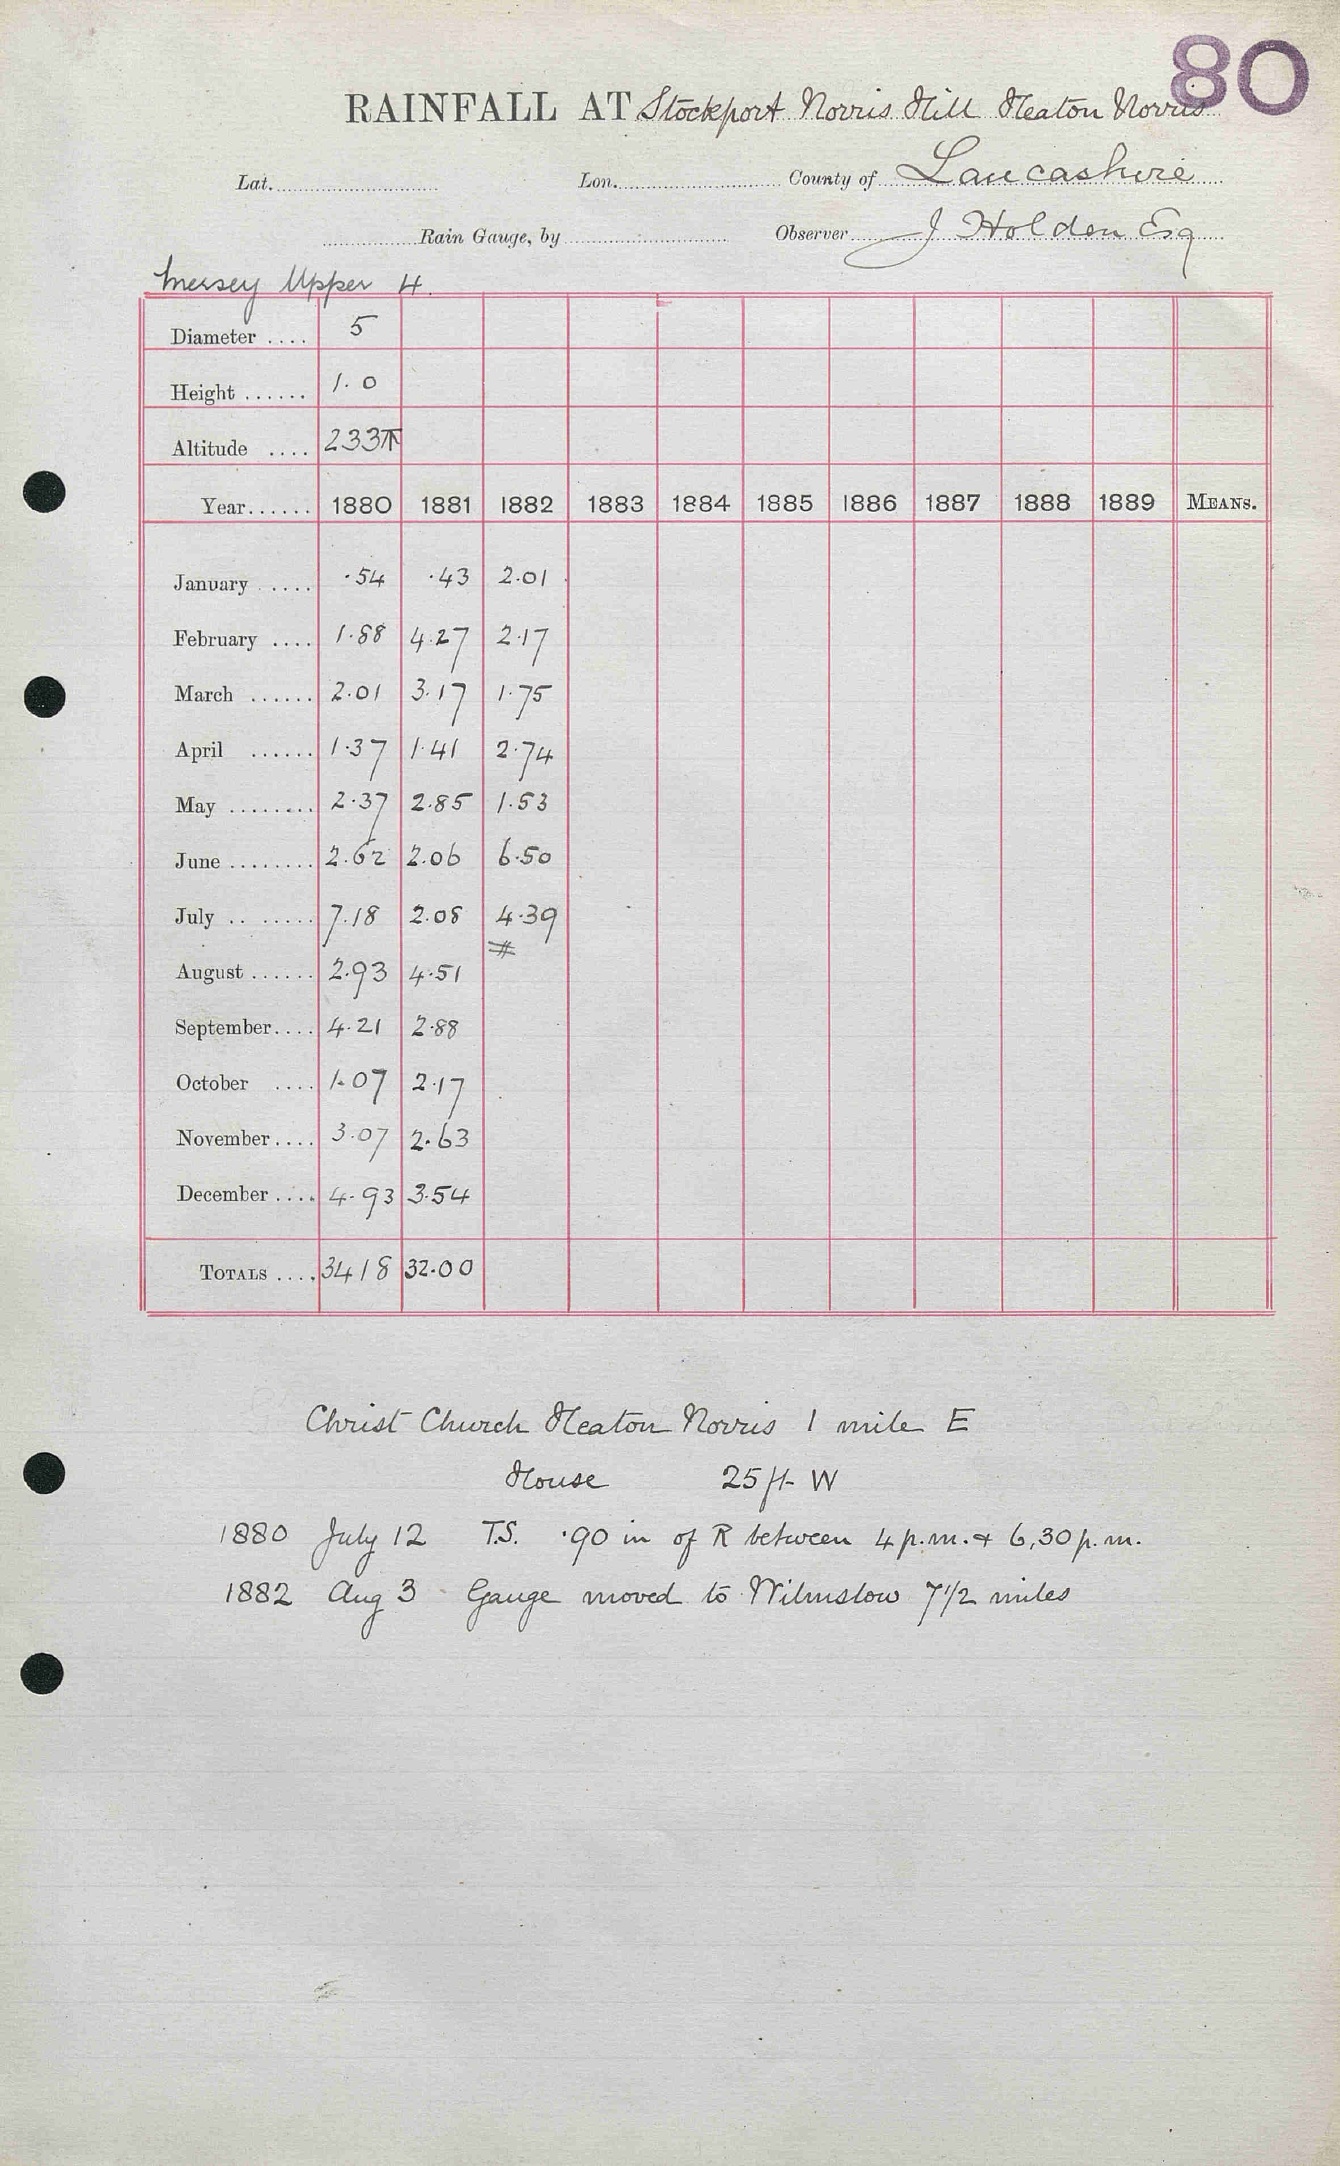 80
RAINFALL AT Stockport Norris Hill Heaton Norris
Lat. Lon. County of Lancashire
Rain Gauge, by Observer J Holden Esq
Mersey Upper 4.
Diameter .... 5
Height ...... 1.0
Altitude .... 233
Year...... 1880 1881 1882 1883 1884 1885 1886 1887 1888 1889 MEANS.
January ..... .54 .43 2.01
February .... 1.88 4.27 2.17
March ...... 2.01 3.17 1.75
April ...... 1.37 1.41 2.74
May ........ 2.37 2.85 1.53
June ........ 2.62 2.06 6.50
July .. ...... 7.18 2.08 4.39
#
August ...... 2.93 4.51
September.... 4.21 2.88
October .... 1.07 2.17
November.... 3.07 2.63
December .... 4.93 3.54
TOTALS .... 34 18 32.00
Christ Church Heaton Norris 1 mile E
House 25 ft W
1880 July 12 T.S. .90 in of R between 4 p.m. & 6,30 p.m.
1882 Aug 3 Gauge moved to Wilmslow 7 1/2 miles